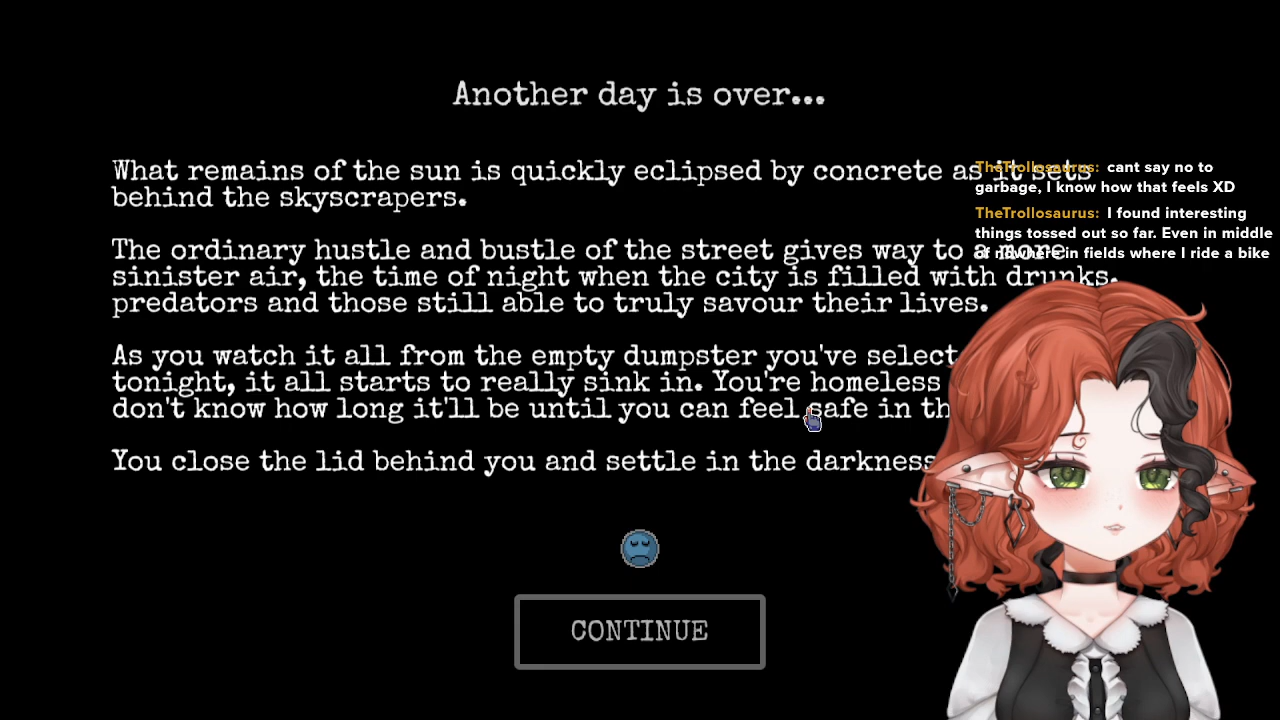 Another day is over...
What remains of the sun is quickly eclipsed by concrete as it sets
behind the skyscrapers.
The ordinary hustle and bustle of the street gives way to a more
sinister air, the time of night when the city is filled with drunks,
predators and those still able to truly savour their lives.
As you watch it all from the empty dumpster you've select
tonight, it all starts to really sink in. You're homeless
don't know how long it'll be until you can feel safe in th
You close the lid behind you and settle in the darkness
CONTINUE
TheTrollosaurus: cant say no to
garbage, I know how that feels XD
TheTrollosaurus: I found interesting
things tossed out so far. Even in middle
of nowhere in fields where I ride a bike